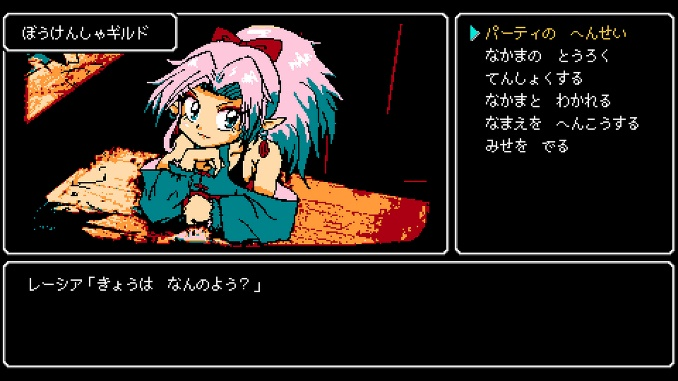 ぼうけんしゃギルド
パーティの　へんせい
なかまの　とうろく
てんしょくする
なかまと　わかれる
なまえを　へんこうする
みせを　でる
レーシア「きょうは　なんのよう？」